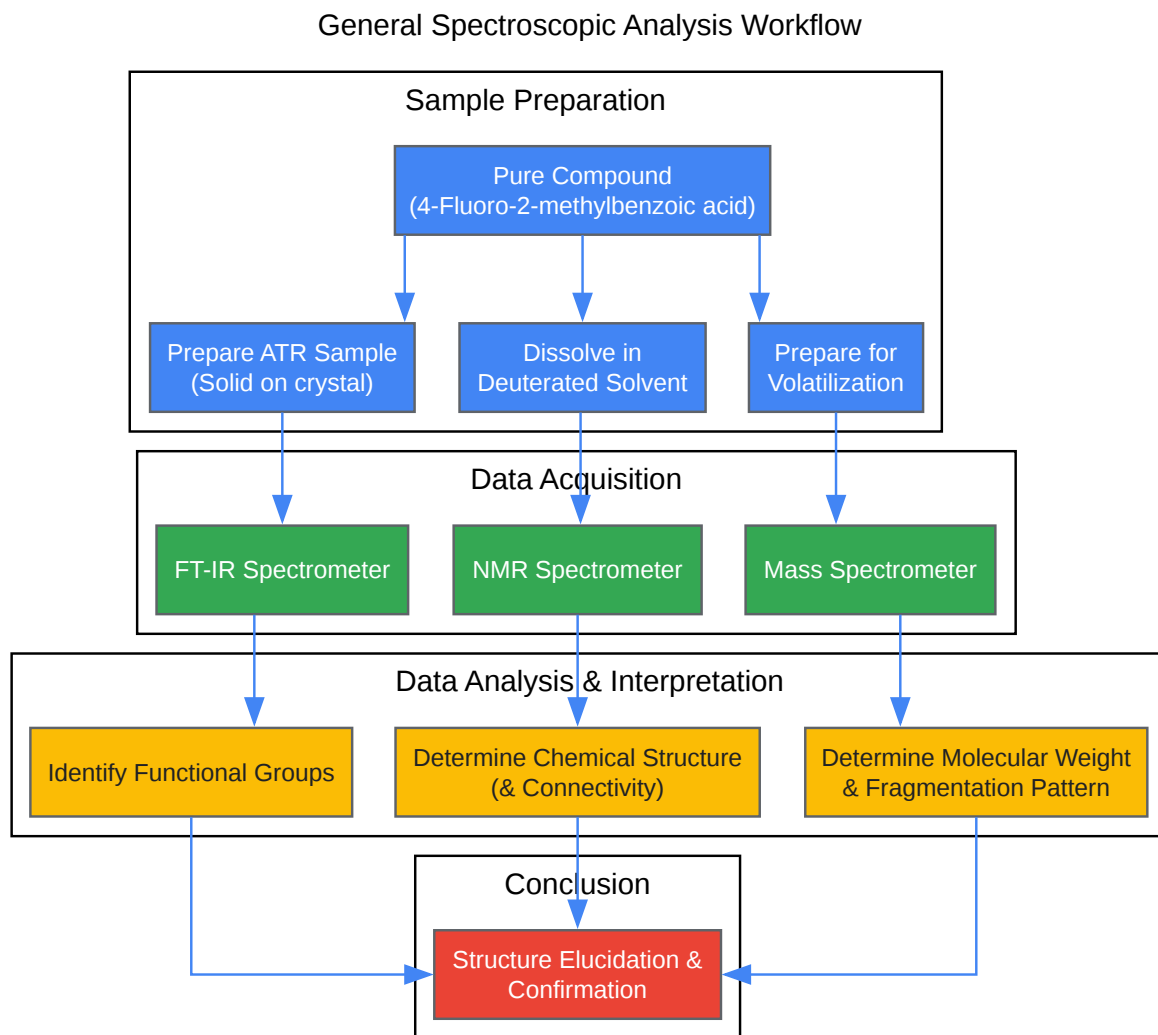 General Spectroscopic Analysis Workflow
Sample Preparation
Pure Compound
(4-Fluoro-2-methylbenzoic acid)
Prepare ATR Sample
(Solid on crystal)
Dissolve in
Deuterated Solvent
Prepare for
Volatilization
Data Acquisition
FT-IR Spectrometer
NMR Spectrometer
Mass Spectrometer
Data Analysis & Interpretation
Identify Functional Groups
Determine Chemical Structure
(& Connectivity)
Determine Molecular Weight
& Fragmentation Pattern
Conclusion
Structure Elucidation &
Confirmation